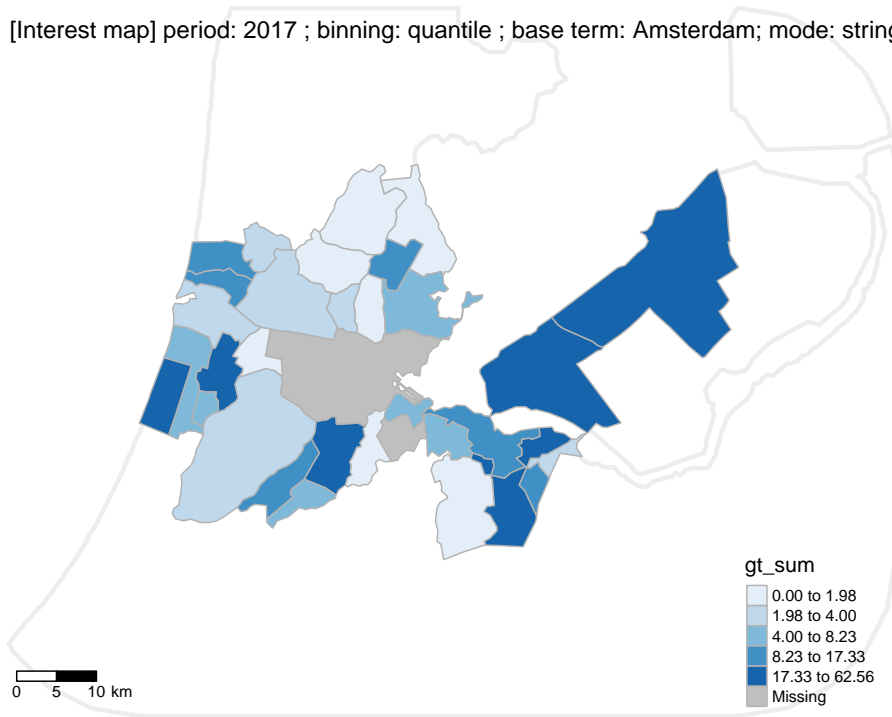 [Interest map] period: 2017 ; binning: quantile ; base term: Amsterdam; mode: string
gt_sum
0.00 to 1.98
1.98 to 4.00
4.00 to 8.23
8.23 to 17.33
17.33 to 62.56
Missing
0 5 10 km